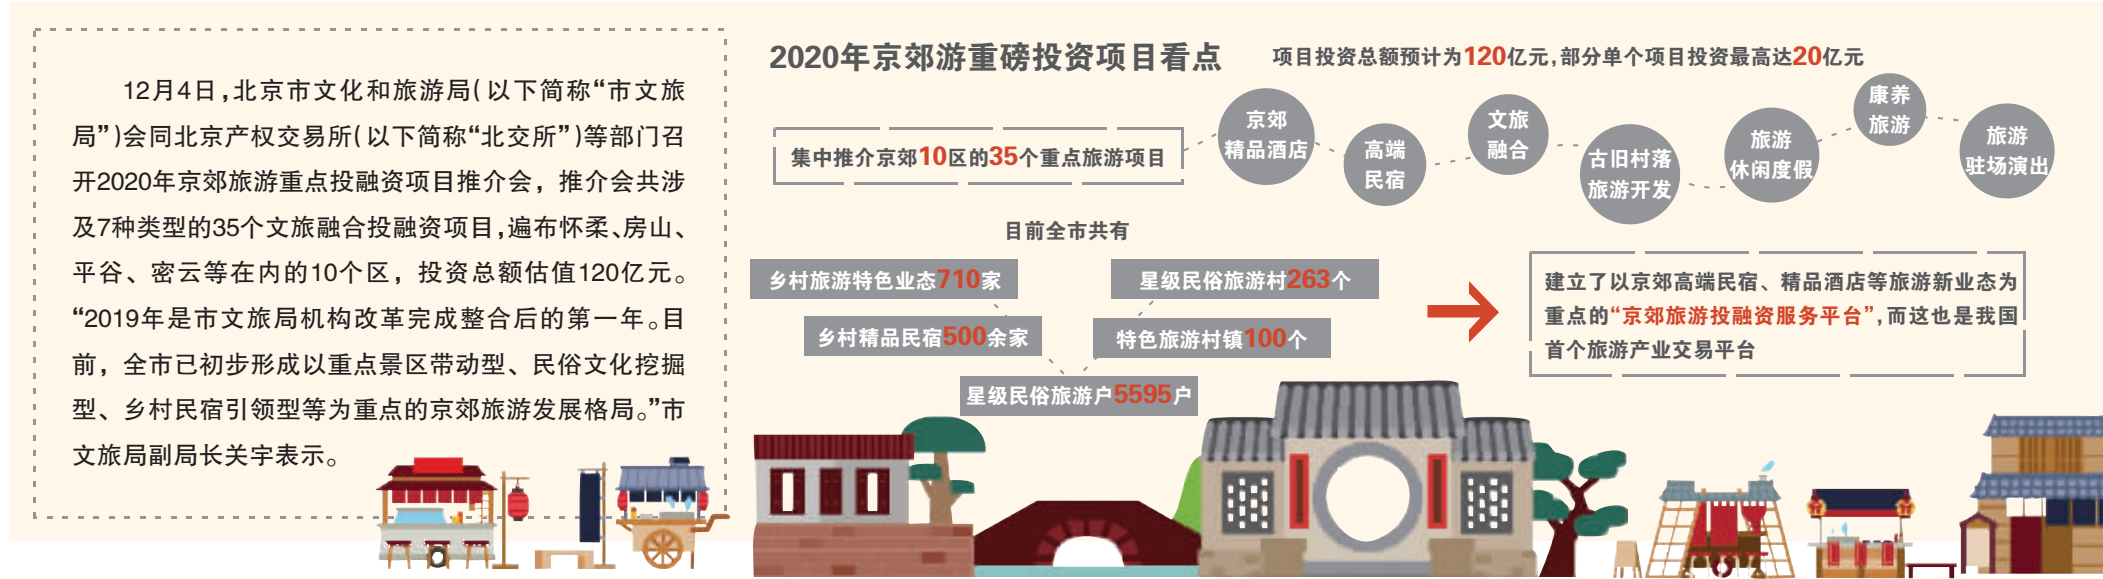 12月4日,北京市文化和旅游局(以下简称“市文旅
局”)会同北京产权交易所(以下简称“北交所”)等部门召
开2020年京郊旅游重点投融资项目推介会，推介会共涉
及7种类型的35个文旅融合投融资项目,遍布怀柔、房山、
平谷、密云等在内的10个区，投资总额估值120亿元。
“2019年是市文旅局机构改革完成整合后的第一年。目
前，全市已初步形成以重点景区带动型、民俗文化挖掘
型、乡村民宿引领型等为重点的京郊旅游发展格局。”市
文旅局副局长关宇表示。
2020年京郊游重磅投资项目看点
项目投资总额预计为120亿元,部分单个项目投资最高达20亿元
集中推介京郊10区的35个重点旅游项目
京郊
精品酒店
高端
民宿
文旅
融合
古旧村落
旅游开发
旅游
休闲度假
康养
旅游
旅游
驻场演出
目前全市共有
乡村旅游特色业态710家
星级民俗旅游村263个
乡村精品民宿500余家
特色旅游村镇100个
星级民俗旅游户5595户
建立了以京郊高端民宿、精品酒店等旅游新业态为
重点的“京郊旅游投融资服务平台”,而这也是我国
首个旅游产业交易平台